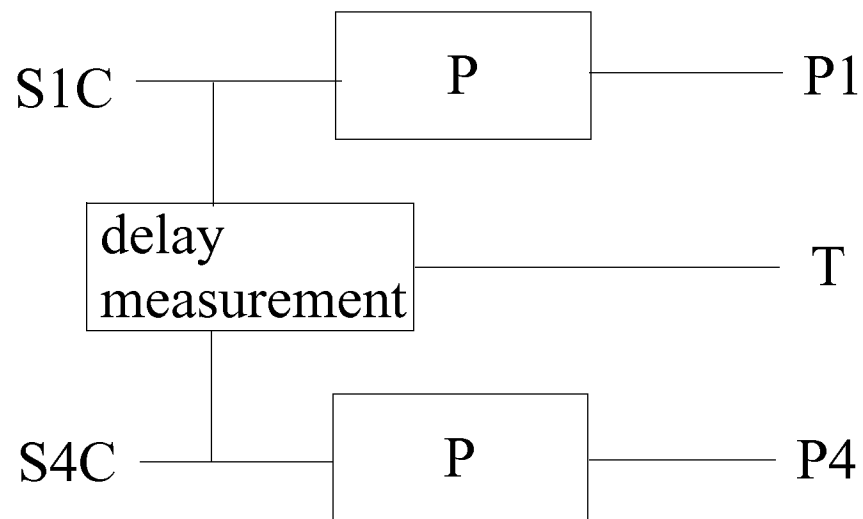 S1C
P
P1
delay
measurement
T
S4C
P
P4